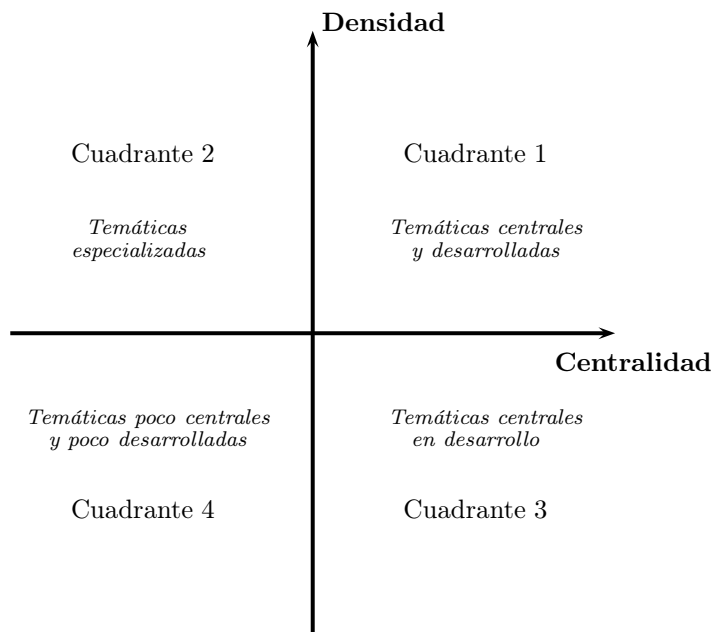 Densidad
Cuadrante 2
Cuadrante 1
Temáticas
especializadas
Temáticas centrales
y desarrolladas
Centralidad
Temáticas poco centrales
y poco desarrolladas
Temáticas centrales
en desarrollo
Cuadrante 4
Cuadrante 3